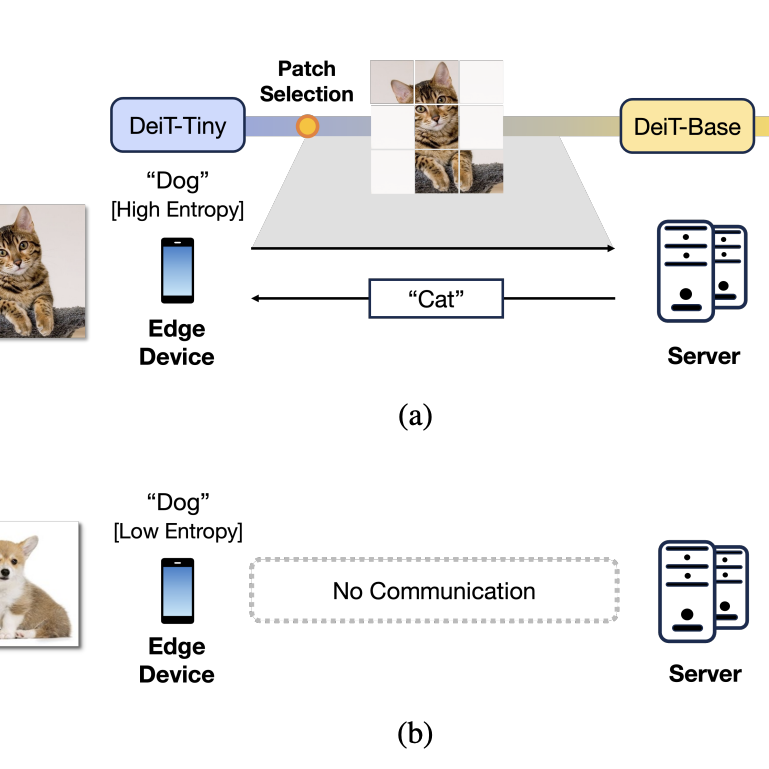 Patch
Selection
DeiT-Tiny
DeiT-Base
“Dog”
[High Entropy]
“Cat”
Edge
Device
Server
(a)
“Dog”
[Low Entropy]
No Communication
Edge
Device
Server
(b)